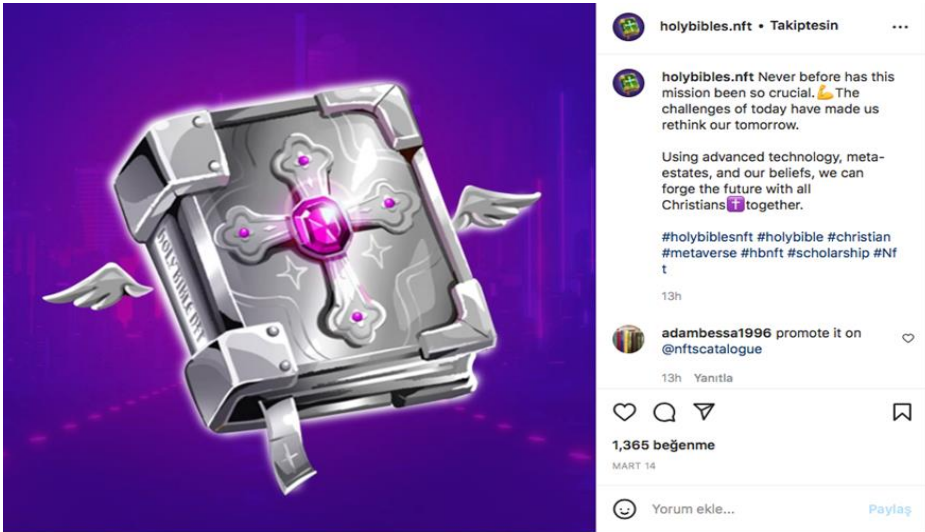 holybibles.nft • Takiptesin
holybibles.nft Never before has this
mission been so crucial.💪The
challenges of today have made us
rethink our tomorrow.
Using advanced technology, meta-
estates, and our beliefs, we can
forge the future with all
Christians✝️together.
#holybiblesnft #holybible #christian
#metaverse #hbnft #scholarship #Nf
t
13h
adambessa1996 promote it on
@nftscatalogue
13h Yanıtla
1,365 beğenme
MART 14
Yorum ekle...
Paylaş
HOLY BIBLE